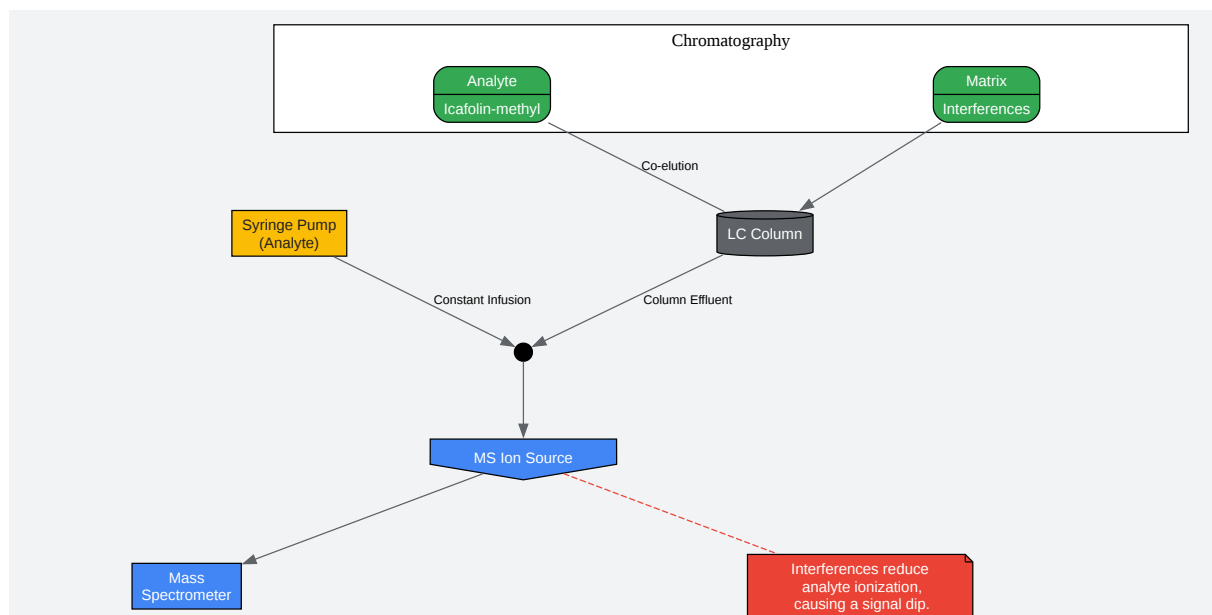 Chromatography
Analyte
Icafolin-methyl
Matrix
Interferences
Co-elution
Syringe Pump
(Analyte)
LC Column
Constant Infusion
Column Effluent
MS Ion Source
Mass
Spectrometer
Interferences reduce
analyte ionization,
causing a signal dip.